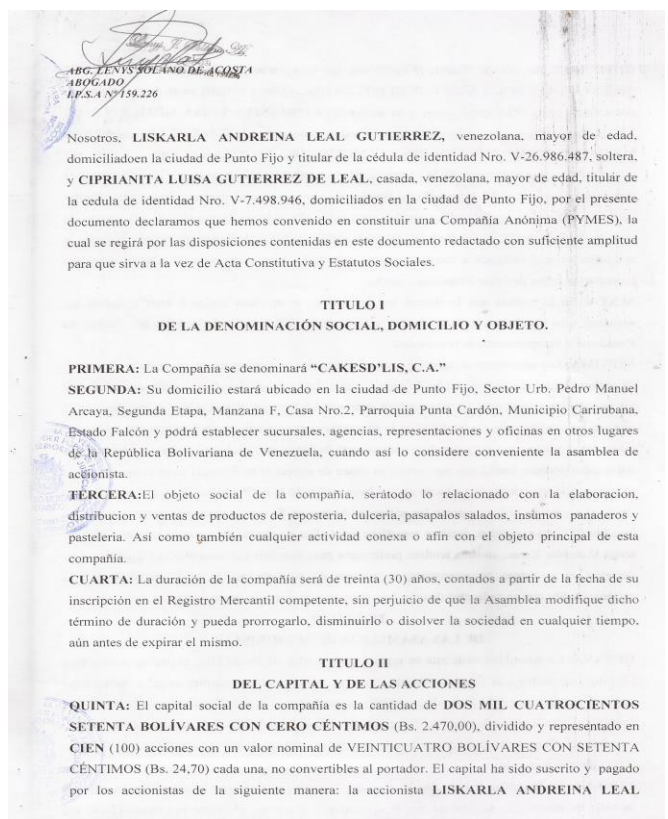 ABG. LENYS SOLANO DE ACOSTA
ABOGADO
I.P.S.A Nº 159.226
Nosotros, LISKARLA ANDREINA LEAL GUTIERREZ, venezolana, mayor de edad,
domiciliadoen la ciudad de Punto Fijo y titular de la cédula de identidad Nro. V-26.986.487, soltera,
y CIPRIANITA LUISA GUTIERREZ DE LEAL, casada, venezolana, mayor de edad, titular de
la cedula de identidad Nro. V-7.498.946, domiciliados en la ciudad de Punto Fijo, por el presente
documento declaramos que hemos convenido en constituir una Compañía Anónima (PYMES), la
cual se regirá por las disposiciones contenidas en este documento redactado con suficiente amplitud
para que sirva a la vez de Acta Constitutiva y Estatutos Sociales.
TITULO I
DE LA DENOMINACIÓN SOCIAL, DOMICILIO Y OBJETO.
PRIMERA: La Compañía se denominará “CAKESD’LIS, C.A.”
SEGUNDA: Su domicilio estará ubicado en la ciudad de Punto Fijo, Sector Urb. Pedro Manuel
Arcaya, Segunda Etapa, Manzana F, Casa Nro.2, Parroquia Punta Cardón, Municipio Carirubana,
Estado Falcón y podrá establecer sucursales, agencias, representaciones y oficinas en otros lugares
de la República Bolivariana de Venezuela, cuando así lo considere conveniente la asamblea de
accionista.
TERCERA:El objeto social de la compañía, serátodo lo relacionado con la elaboracion,
distribucion y ventas de productos de reposteria, dulceria, pasapalos salados, insumos panaderos y
pasteleria. Así como también cualquier actividad conexa o afín con el objeto principal de esta
compañía.
CUARTA: La duración de la compañía será de treinta (30) años, contados a partir de la fecha de su
inscripción en el Registro Mercantil competente, sin perjuicio de que la Asamblea modifique dicho
término de duración y pueda prorrogarlo, disminuirlo o disolver la sociedad en cualquier tiempo,
aún antes de expirar el mismo.
TITULO II
DEL CAPITAL Y DE LAS ACCIONES
QUINTA: El capital social de la compañía es la cantidad de DOS MIL CUATROCIENTOS
SETENTA BOLÍVARES CON CERO CÉNTIMOS (Bs. 2.470,00), dividido y representado en
CIEN (100) acciones con un valor nominal de VEINTICUATRO BOLÍVARES CON SETENTA
CÉNTIMOS (Bs. 24,70) cada una, no convertibles al portador. El capital ha sido suscrito y pagado
por los accionistas de la siguiente manera: la accionista LISKARLA ANDREINA LEAL